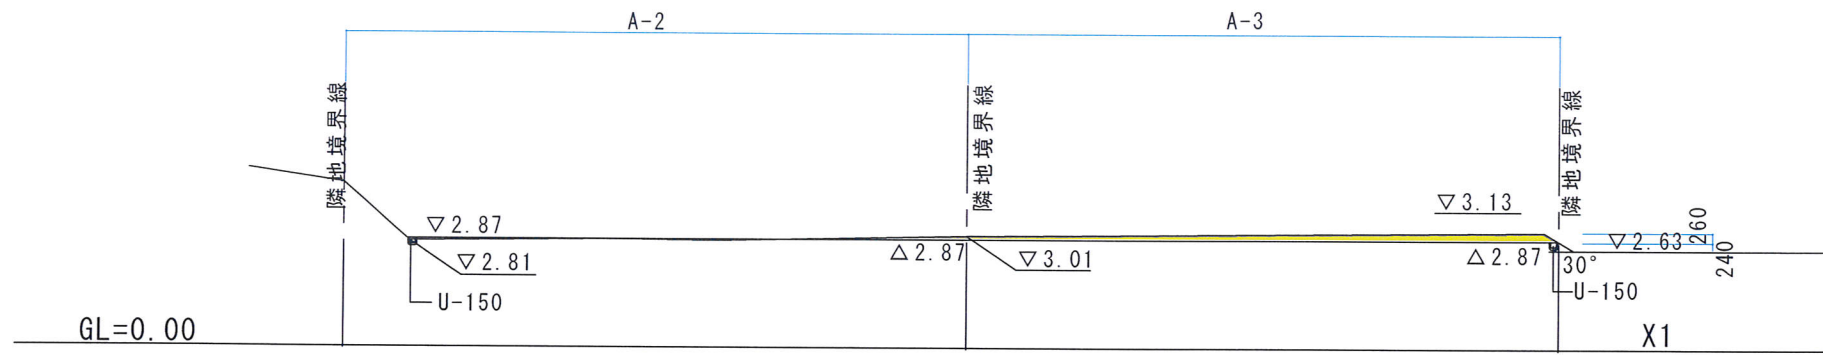 A-2
A-3
隣地境界線
隣地境界線
隣地境界線
▽3.13
▽2.87
▽2.81
△2.87
▽3.01
△2.87
30°
▽2.63
260
240
U-150
U-150
GL=0.00
X1